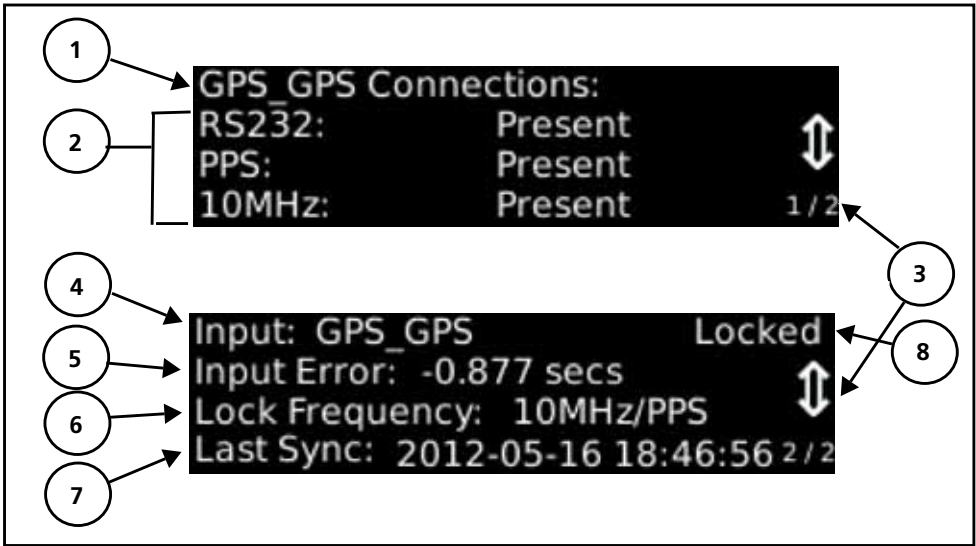 1
GPS_GPS Connections:
2
RS232: Present
PPS: Present
10MHz: Present 1/2
3
4
Input: GPS_GPS Locked
8
5
Input Error: -0.877 secs
6
Lock Frequency: 10MHz/PPS
7
Last Sync: 2012-05-16 18:46:56 2/2